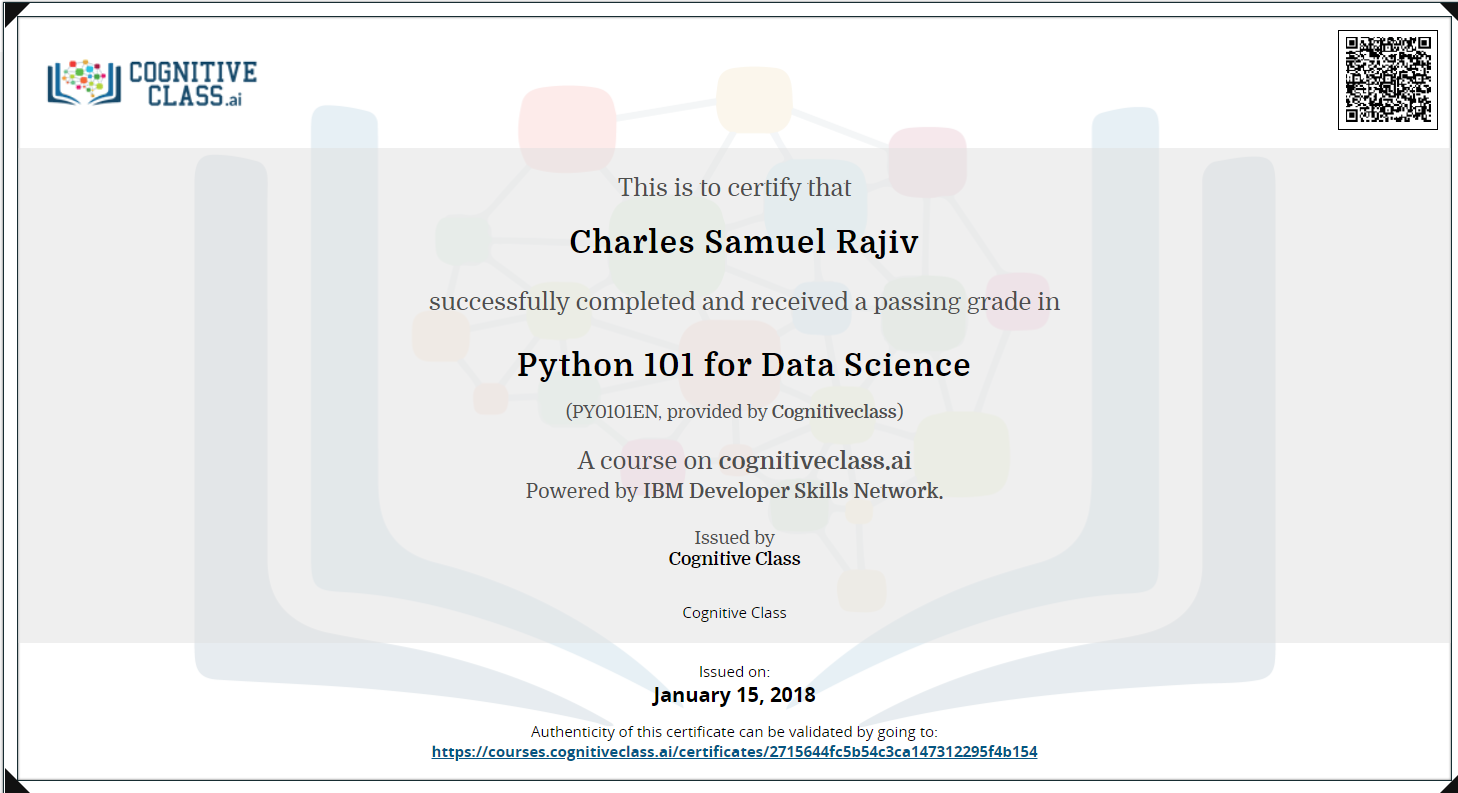 COGNITIVE
CLASS.ai
This is to certify that
Charles Samuel Rajiv
successfully completed and received a passing grade in
Python 101 for Data Science
(PY0101EN, provided by Cognitiveclass)
A course on cognitiveclass.ai
Powered by IBM Developer Skills Network.
Issued by
Cognitive Class
Cognitive Class
Issued on:
January 15, 2018
Authenticity of this certificate can be validated by going to:
https://courses.cognitiveclass.ai/certificates/2715644fc5b54c3ca147312295f4b154